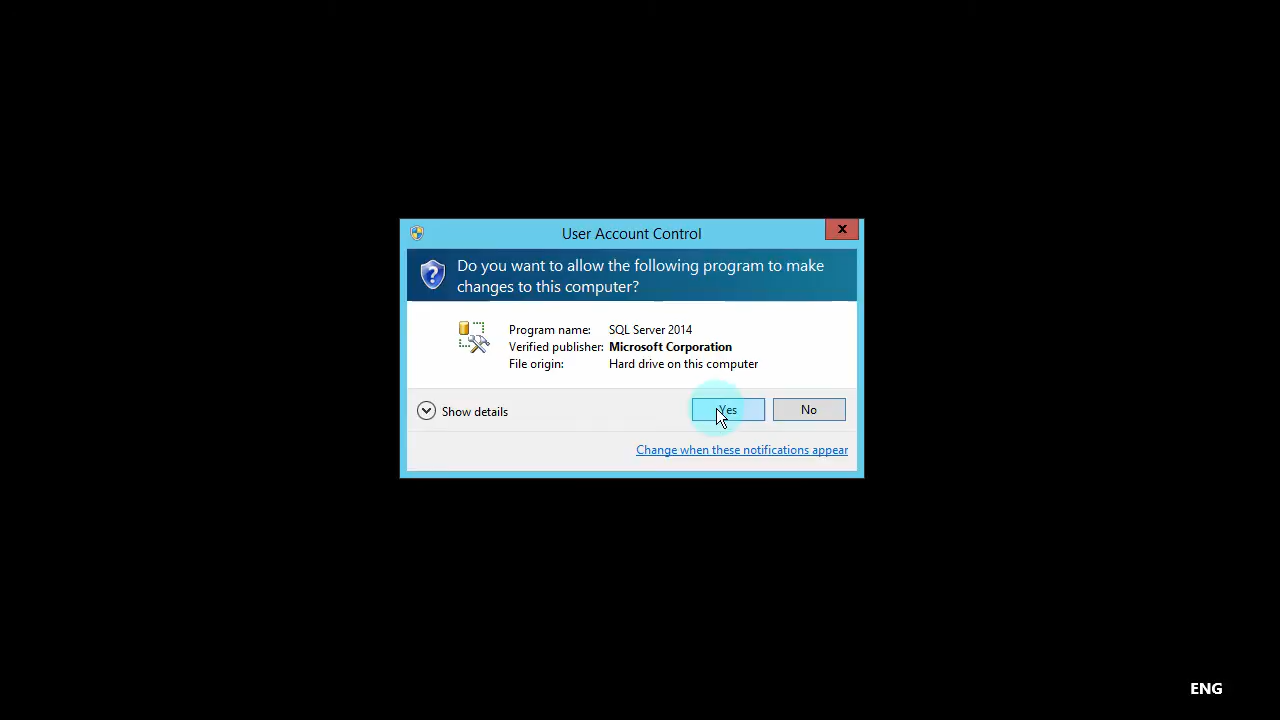 User Account Control
x
Do you want to allow the following program to make
changes to this computer?
Program name: SQL Server 2014
Verified publisher: Microsoft Corporation
File origin: Hard drive on this computer
Show details
Yes
No
Change when these notifications appear
ENG